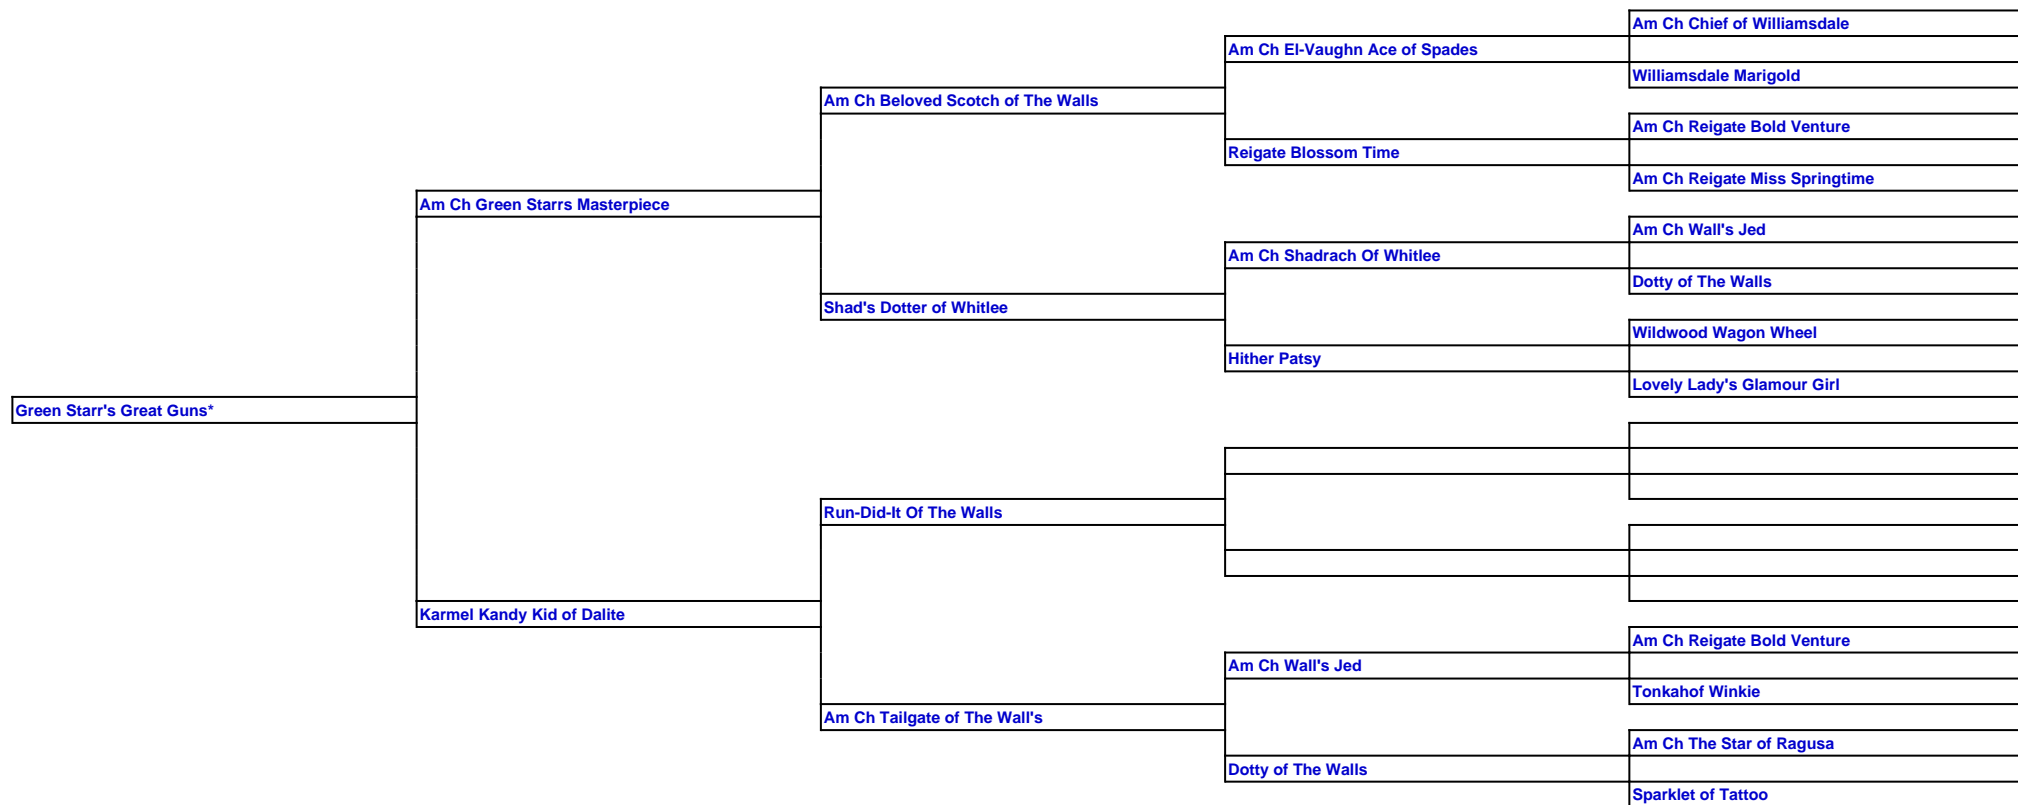 Am Ch Chief of Williamsdale
Am Ch El-Vaughn Ace of Spades
Williamsdale Marigold
Am Ch Beloved Scotch of The Walls
Am Ch Reigate Bold Venture
Reigate Blossom Time
Am Ch Reigate Miss Springtime
Am Ch Green Starrs Masterpiece
Am Ch Wall's Jed
Am Ch Shadrach Of Whitlee
Dotty of The Walls
Shad's Dotter of Whitlee
Wildwood Wagon Wheel
Hither Patsy
Lovely Lady's Glamour Girl
Green Starr's Great Guns*
Run-Did-It Of The Walls
Karmel Kandy Kid of Dalite
Am Ch Reigate Bold Venture
Am Ch Wall's Jed
Tonkahof Winkie
Am Ch Tailgate of The Wall's
Am Ch The Star of Ragusa
Dotty of The Walls
Sparklet of Tattoo